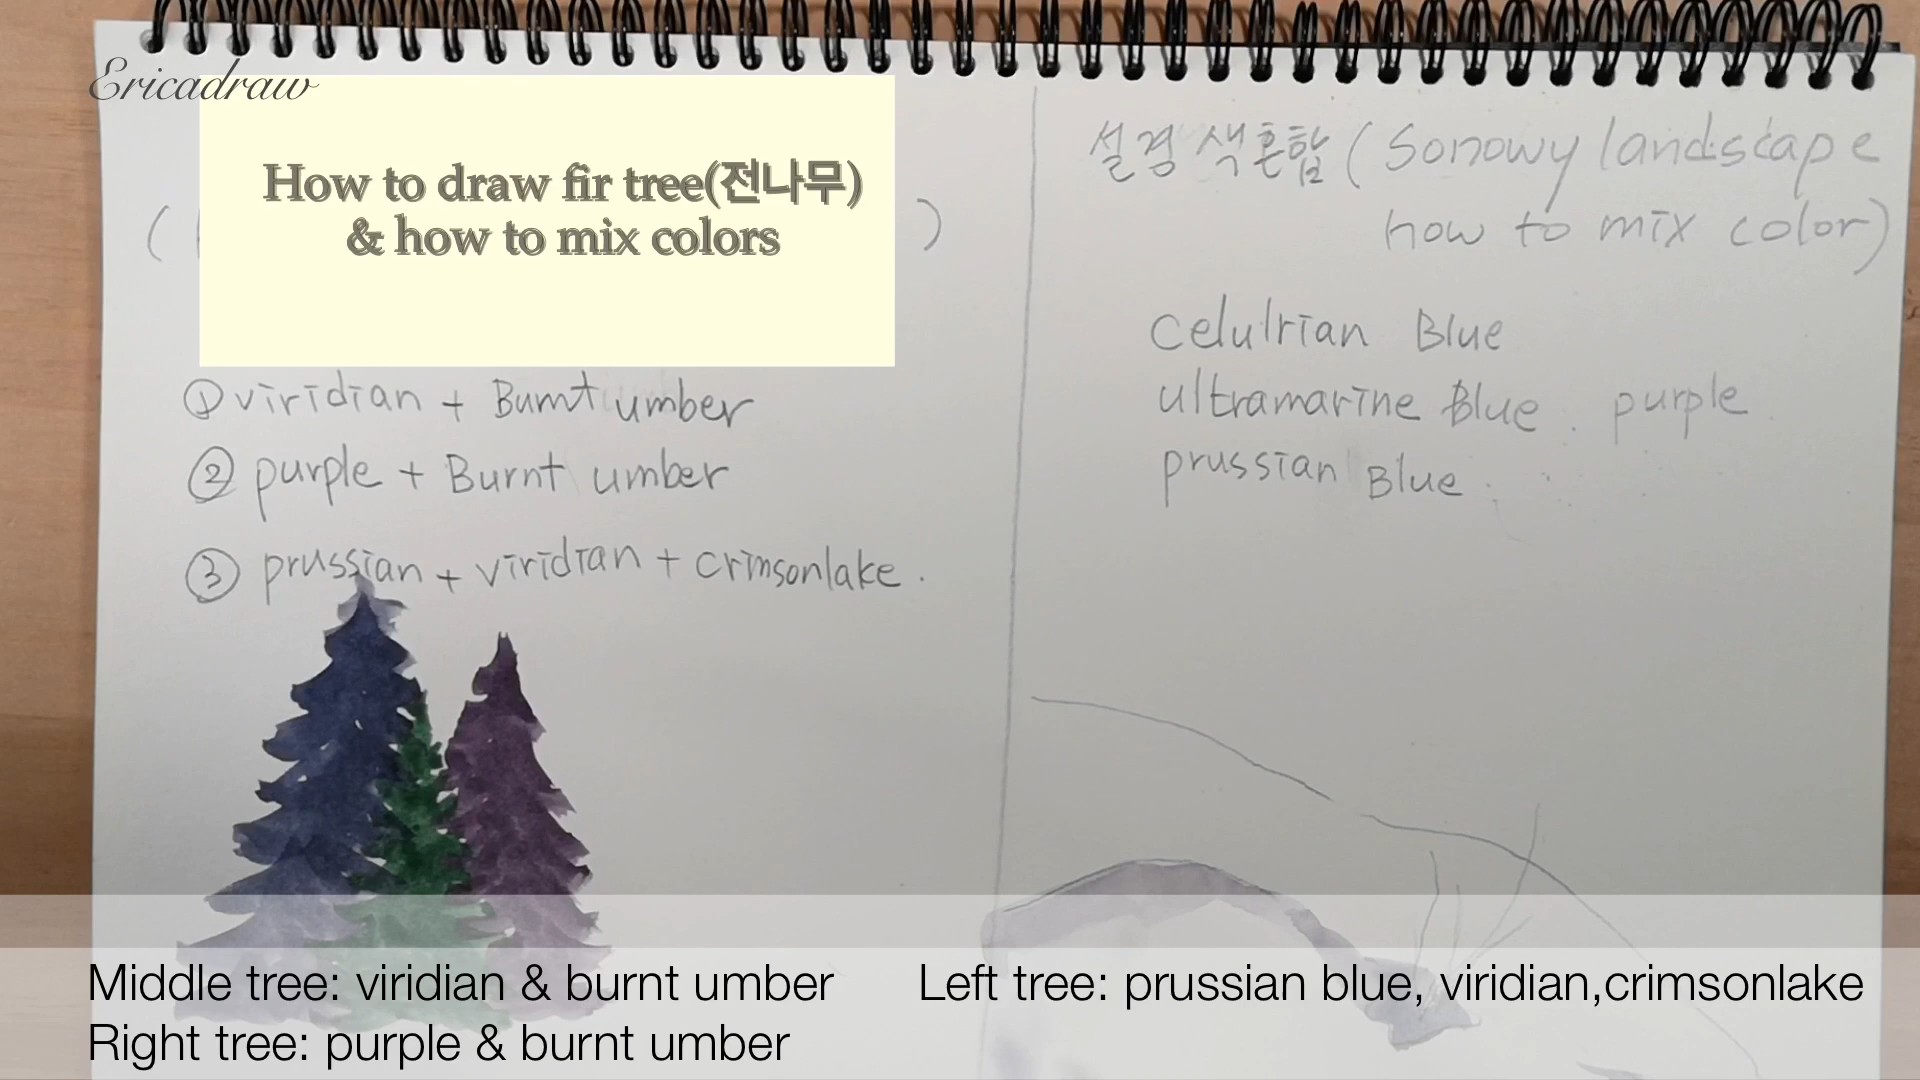 Ericadraw
How to draw fir tree(전나무)
& how to mix colors
( )
① viridian + Burnt umber
② purple + Burnt umber
③ prussian + viridian + crimsonlake.
설경 색혼합 ( Sonowy landscape
how to mix color)
Celulrian Blue
ultramarine Blue . purple
prussian Blue.
Middle tree: viridian & burnt umber
Left tree: prussian blue, viridian,crimsonlake
Right tree: purple & burnt umber